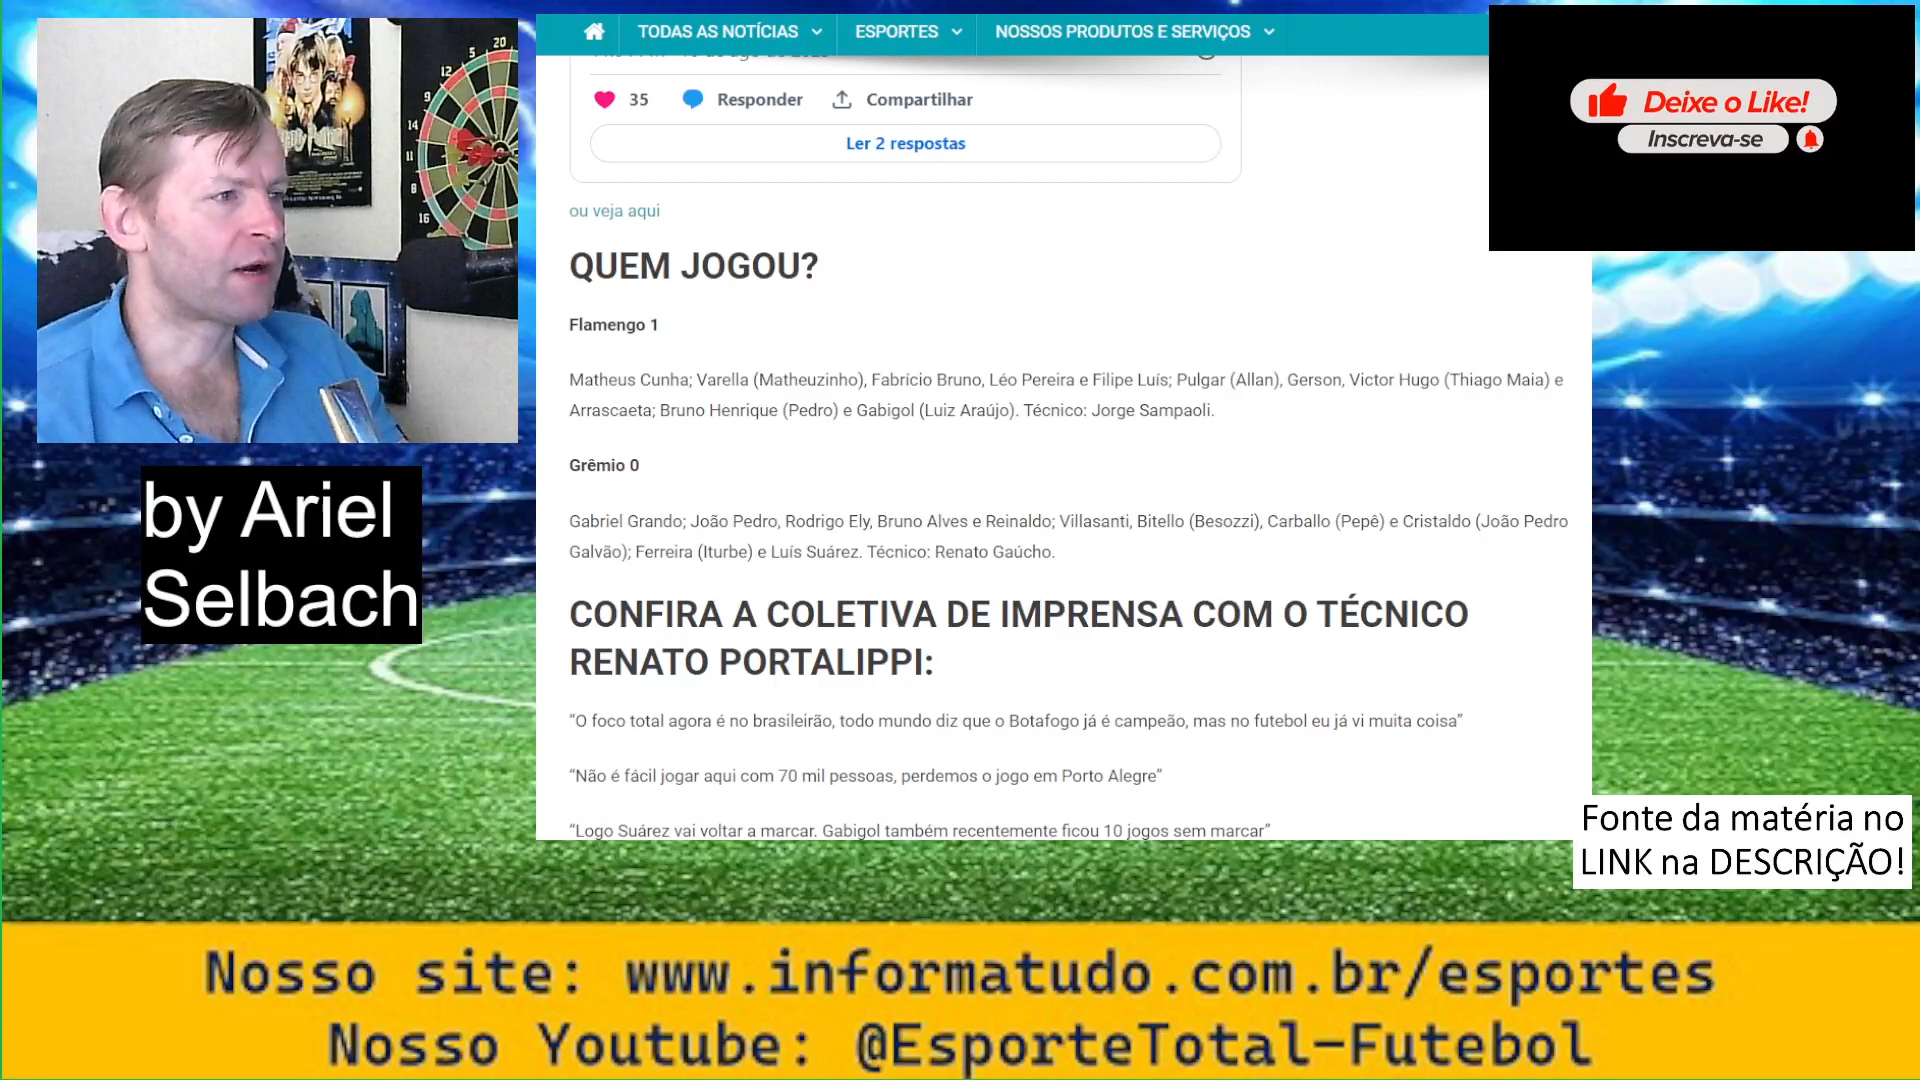 TODAS AS NOTÍCIAS
ESPORTES
NOSSOS PRODUTOS E SERVIÇOS
35
Responder
Compartilhar
Ler 2 respostas
ou veja aqui
QUEM JOGOU?
Flamengo 1
Matheus Cunha; Varella (Matheuzinho), Fabrício Bruno, Léo Pereira e Filipe Luís; Pulgar (Allan), Gerson, Victor Hugo (Thiago Maia) e
Arrascaeta; Bruno Henrique (Pedro) e Gabigol (Luiz Araújo). Técnico: Jorge Sampaoli.
Grêmio 0
Gabriel Grando; João Pedro, Rodrigo Ely, Bruno Alves e Reinaldo; Villasanti, Bitello (Besozzi), Carballo (Pepê) e Cristaldo (João Pedro
Galvão); Ferreira (Iturbe) e Luís Suárez. Técnico: Renato Gaúcho.
CONFIRA A COLETIVA DE IMPRENSA COM O TÉCNICO
RENATO PORTALIPPI:
“O foco total agora é no brasileirão, todo mundo diz que o Botafogo já é campeão, mas no futebol eu já vi muita coisa”
“Não é fácil jogar aqui com 70 mil pessoas, perdemos o jogo em Porto Alegre”
“Logo Suárez vai voltar a marcar. Gabigol também recentemente ficou 10 jogos sem marcar”
Deixe o Like!
Inscreva-se
20
5
12
9
14
11
8
16
by Ariel
Selbach
Fonte da matéria no
LINK na DESCRIÇÃO!
Nosso site: www.informatudo.com.br/esportes
Nosso Youtube: @EsporteTotal-Futebol